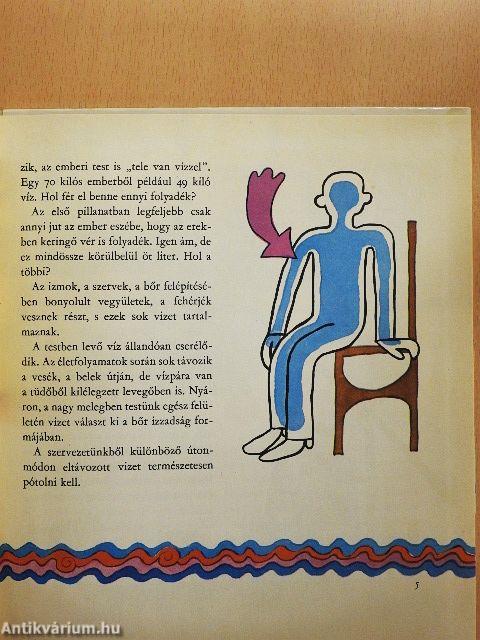 zik, az emberi test is „tele van vízzel".
Egy 70 kilós emberből például 49 kiló
víz. Hol fér el benne ennyi folyadék?
Az első pillanatban legfeljebb csak
annyi jut az ember eszébe, hogy az erek-
ben keringő vér is folyadék. Igen ám, de
ez mindössze körülbelül öt liter. Hol a
többi?
Az izmok, a szervek, a bőr felépítésé-
ben bonyolult vegyületek, a fehérjék
vesznek részt, s ezek sok vizet tartal-
maznak.
A testben levő víz állandóan cserélő-
dik. Az életfolyamatok során sok távozik
a vesék, a belek útján, de vízpára van
a tüdőből kilélegzett levegőben is. Nyá-
ron, a nagy melegben testünk egész felü-
letén vizet választ ki a bőr izzadság for-
májában.
A szervezetünkből különböző úton-
módon eltávozott vizet természetesen
pótolni kell.
5
Antikvárium.hu